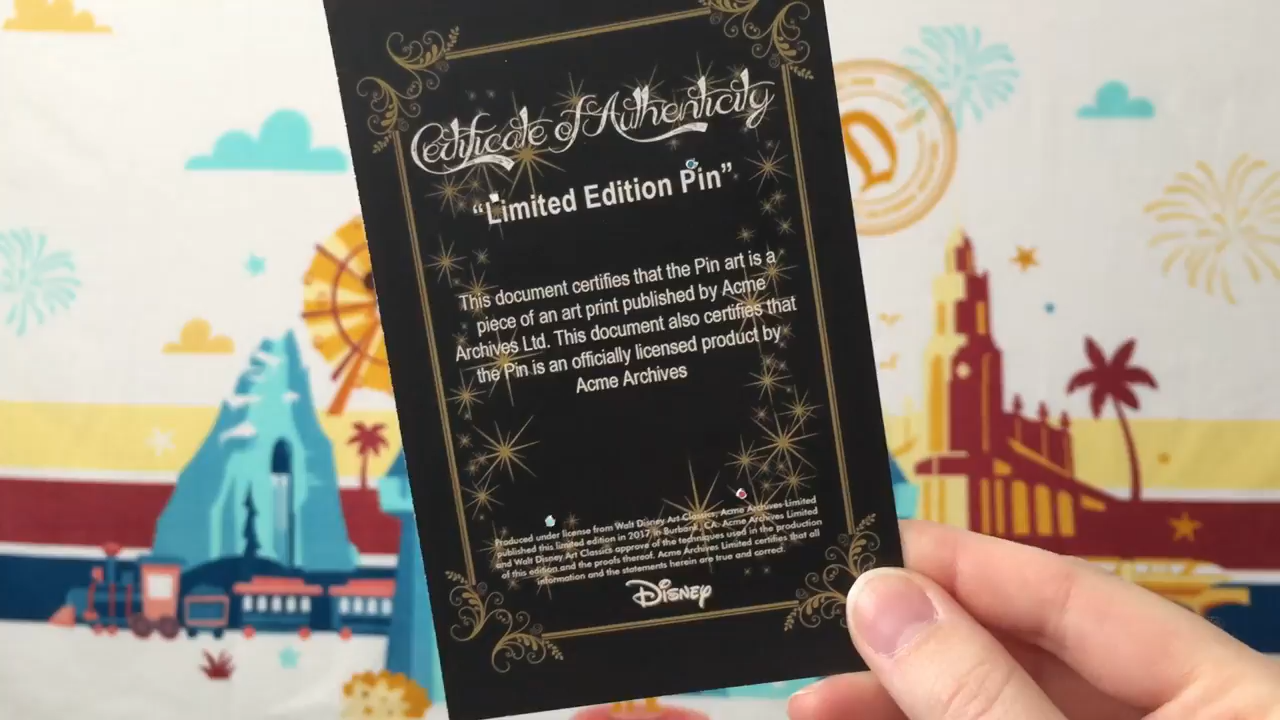 Certificate of Authenticity
“Limited Edition Pin”
This document certifies that the Pin art is a
piece of an art print published by Acme
Archives Ltd. This document also certifies that
the Pin is an officially licensed product by
Acme Archives
Produced under license from Walt Disney Art Classics, Acme Archives Limited
published this limited edition in 2017 in Burbank, CA. Acme Archives Limited
and Walt Disney Art Classics approve of the techniques used in the production
of this edition and the proofs thereof. Acme Archives Limited certifies that all
information and the statements herein are true and correct.
Disney
D